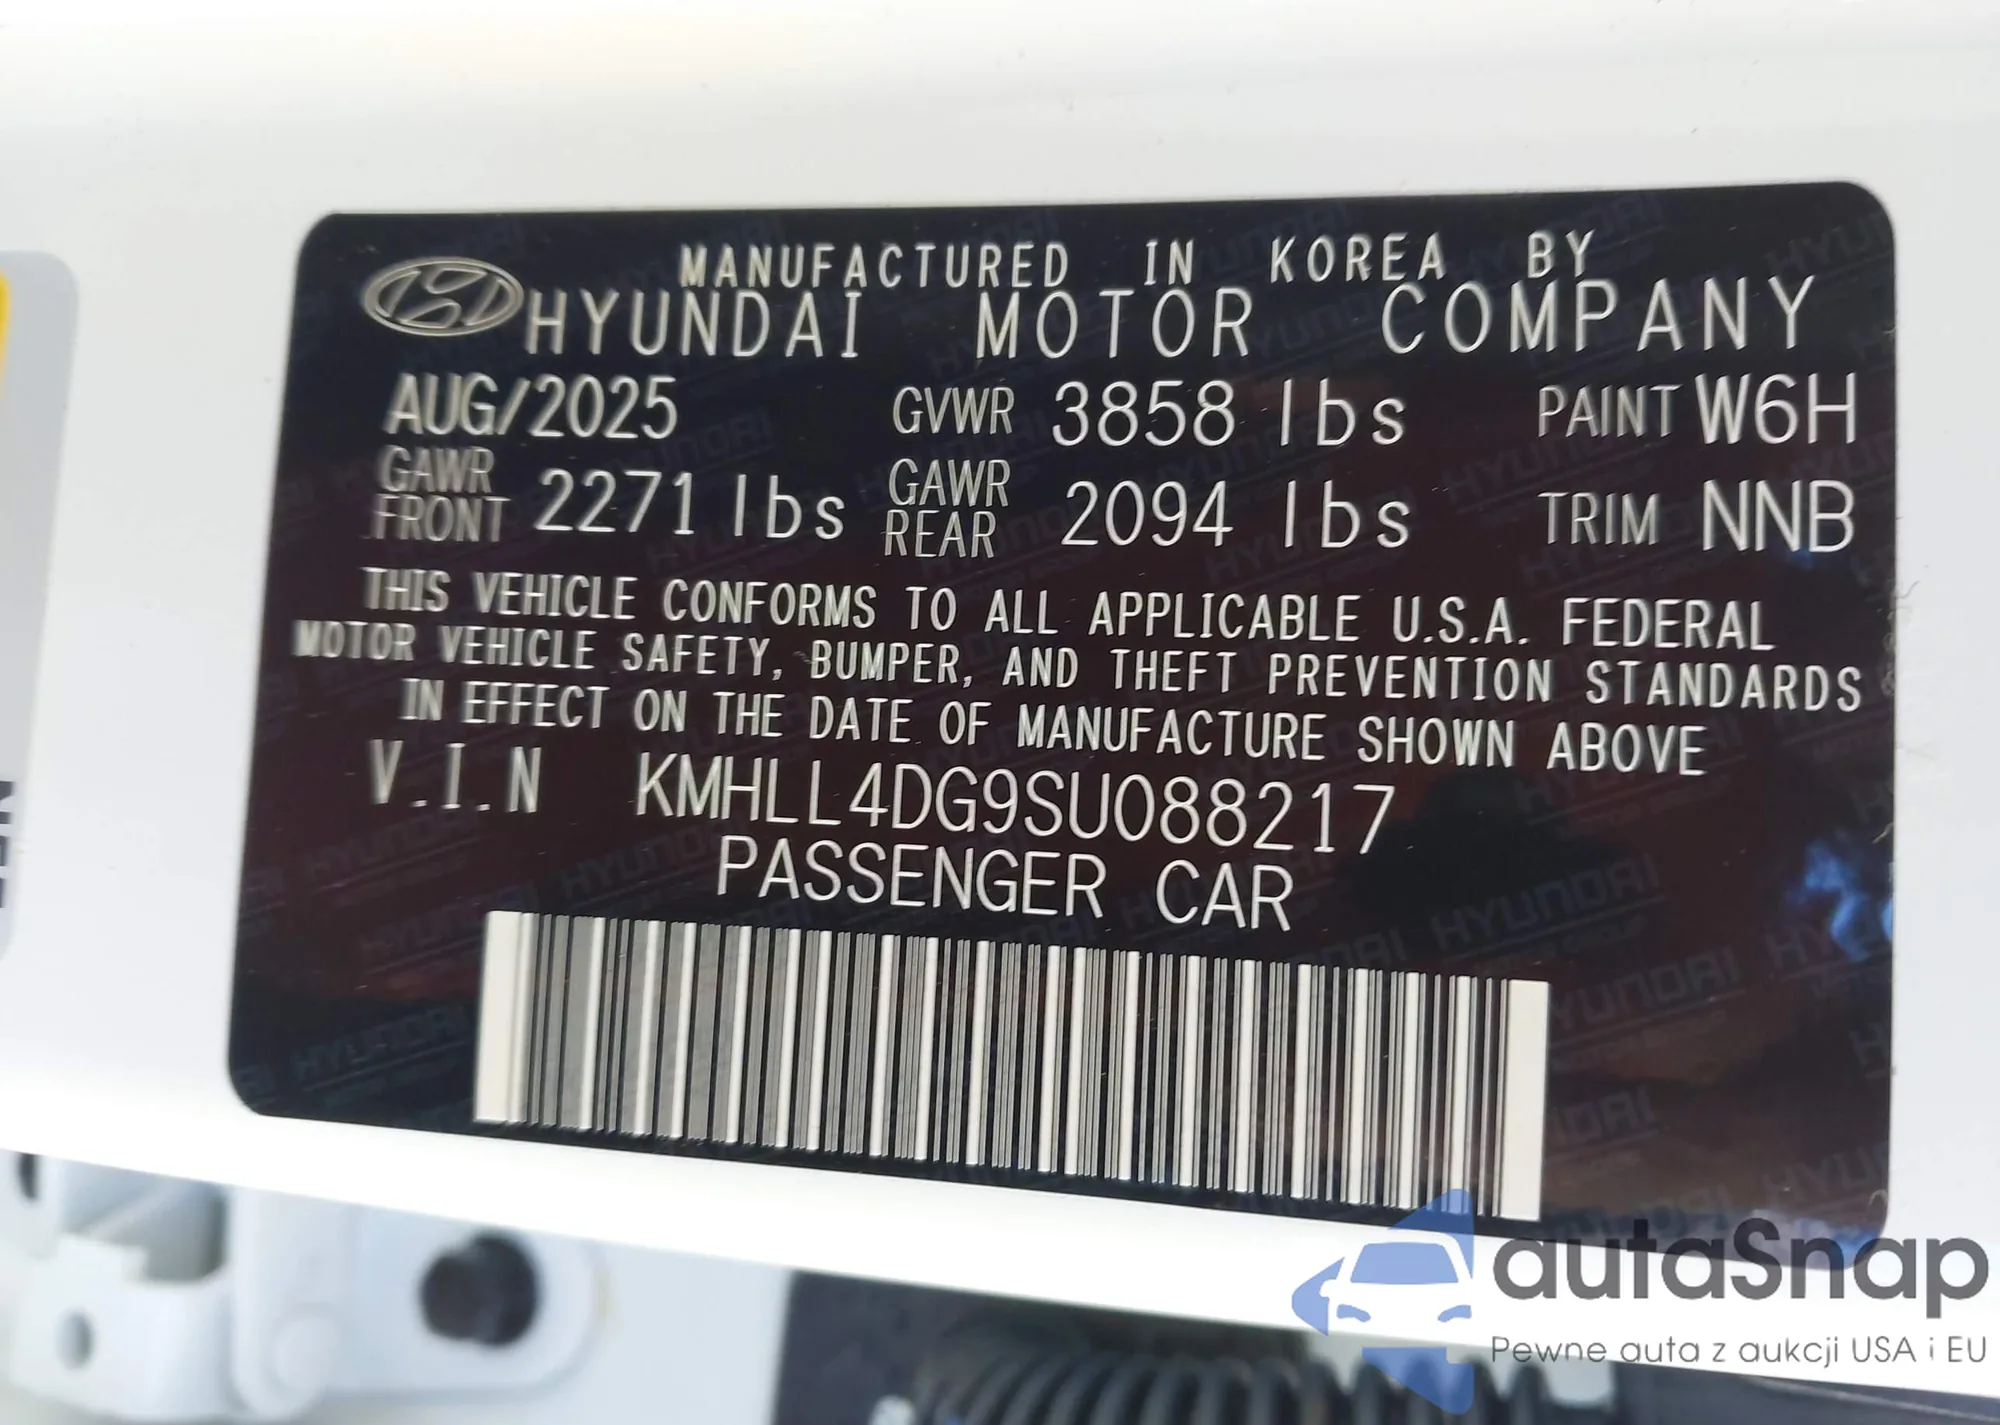 MANUFACTURED IN KOREA BY
HYUNDAI MOTOR COMPANY
AUG/2025 GVWR 3858 lbs PAINT W6H
GAWR FRONT 2271 lbs GAWR REAR 2094 lbs TRIM NNB
THIS VEHICLE CONFORMS TO ALL APPLICABLE U.S.A. FEDERAL
MOTOR VEHICLE SAFETY, BUMPER, AND THEFT PREVENTION STANDARDS
IN EFFECT ON THE DATE OF MANUFACTURE SHOWN ABOVE
V.I.N KMHLL4DG9SU088217
PASSENGER CAR
autaSnap
Pewne auta z aukcji USA i EU